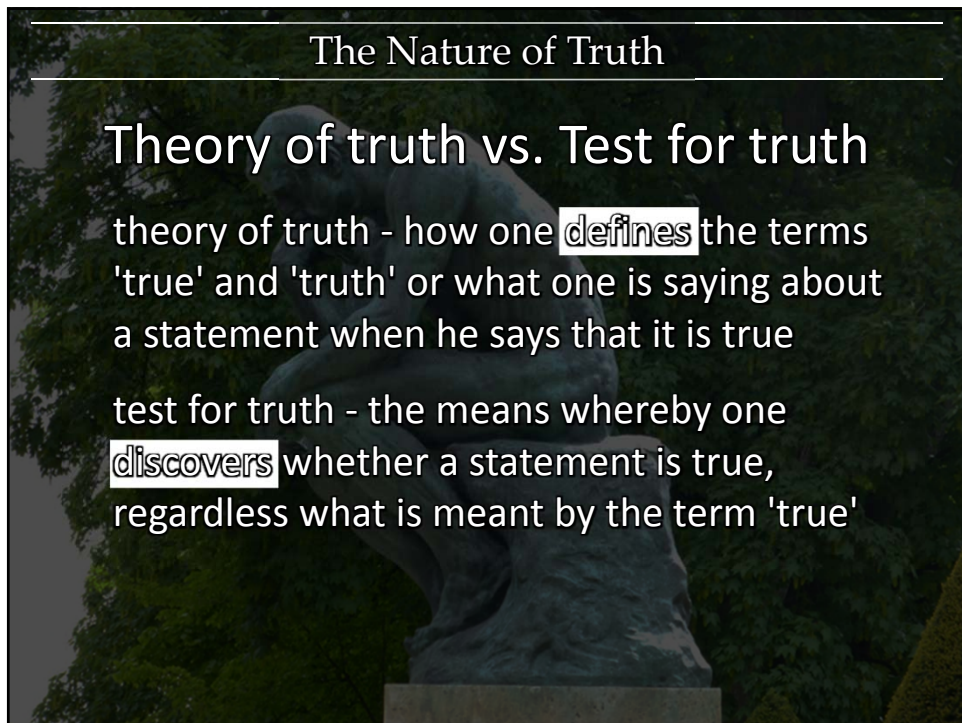 The Nature of Truth
Theory of truth vs. Test for truth
theory of truth - how one defines the terms
'true' and 'truth' or what one is saying about
a statement when he says that it is true
test for truth - the means whereby one
discovers whether a statement is true,
regardless what is meant by the term 'true'